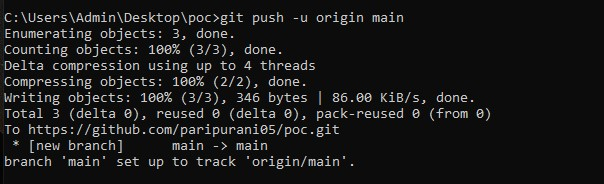 C:\Users\Admin\Desktop\poc>git push -u origin main
Enumerating objects: 3, done.
Counting objects: 100% (3/3), done.
Delta compression using up to 4 threads
Compressing objects: 100% (2/2), done.
Writing objects: 100% (3/3), 346 bytes | 86.00 KiB/s, done.
Total 3 (delta 0), reused 0 (delta 0), pack-reused 0 (from 0)
To https://github.com/paripurani05/poc.git
 * [new branch]      main -> main
branch 'main' set up to track 'origin/main'.